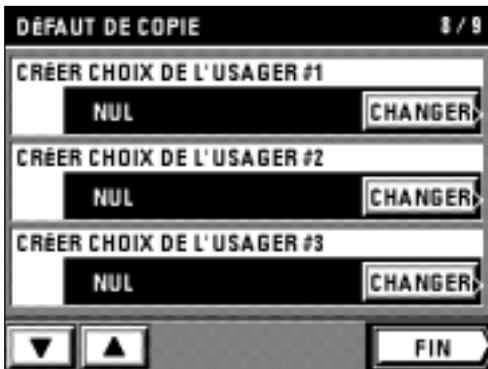 DéFAUT DE COPIE 8/9
CRéER CHOIX DE L'USAGER #1
NUL CHANGER
CRéER CHOIX DE L'USAGER #2
NUL CHANGER
CRéER CHOIX DE L'USAGER #3
NUL CHANGER
FIN